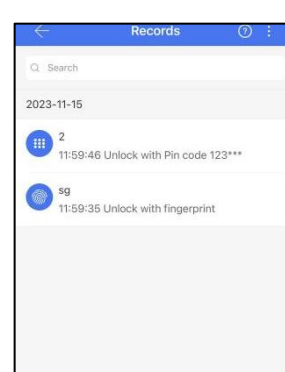 Records
Search
2023-11-15
2
11:59:46 Unlock with Pin code 123***
sg
11:59:35 Unlock with fingerprint